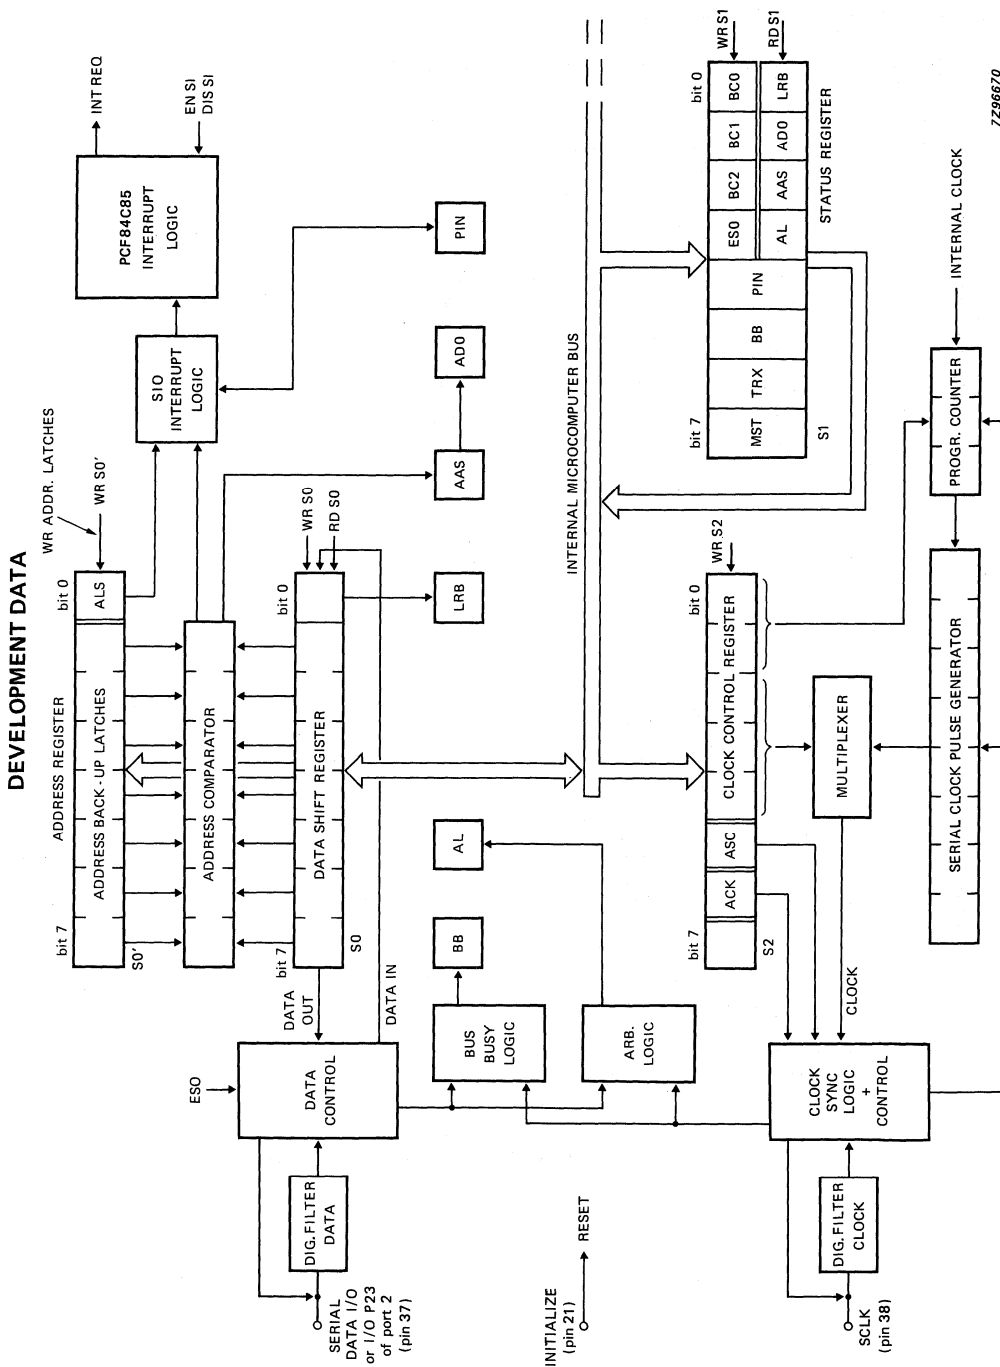 DEVELOPMENT DATA
WR ADDR. LATCHES
WR S0'
ADDRESS REGISTER
bit 7
bit 0
ADDRESS BACK - UP LATCHES
ALS
S0'
ADDRESS COMPARATOR
SIO
INTERRUPT
LOGIC
PCF84C85
INTERRUPT
LOGIC
INT REQ
EN SI
DIS SI
bit 7
bit 0
DATA SHIFT REGISTER
S0
WR S0
RD S0
DATA
OUT
DATA IN
ESO
DATA
CONTROL
DIG. FILTER
DATA
SERIAL
DATA I/O
or I/O P23
of port 2
(pin 37)
BUS
BUSY
LOGIC
BB
AL
LRB
AAS
AD0
PIN
ARB.
LOGIC
INITIALIZE
(pin 21)
RESET
INTERNAL MICROCOMPUTER BUS
bit 7
bit 0
ACK
ASC
CLOCK CONTROL REGISTER
S2
WR S2
bit 7
bit 0
MST
TRX
BB
PIN
ES0
BC2
BC1
BC0
AL
AAS
AD0
LRB
WR S1
RD S1
S1
STATUS REGISTER
CLOCK
SYNC
LOGIC
+
CONTROL
CLOCK
MULTIPLEXER
DIG. FILTER
CLOCK
SCLK
(pin 38)
SERIAL CLOCK PULSE GENERATOR
PROGR. COUNTER
INTERNAL CLOCK
7Z96670